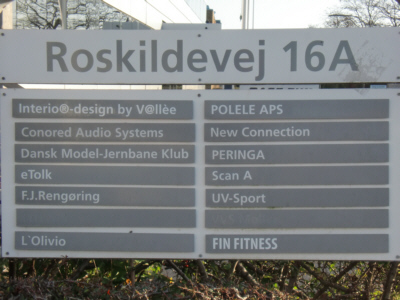 Roskildevej 16A
Interio®-design by V@llèe
Conored Audio Systems
Dansk Model-Jernbane Klub
eTolk
F.J.Rengøring
L'Olivio
POLELE APS
New Connection
PERINGA
Scan A
UV-Sport
FIN FITNESS